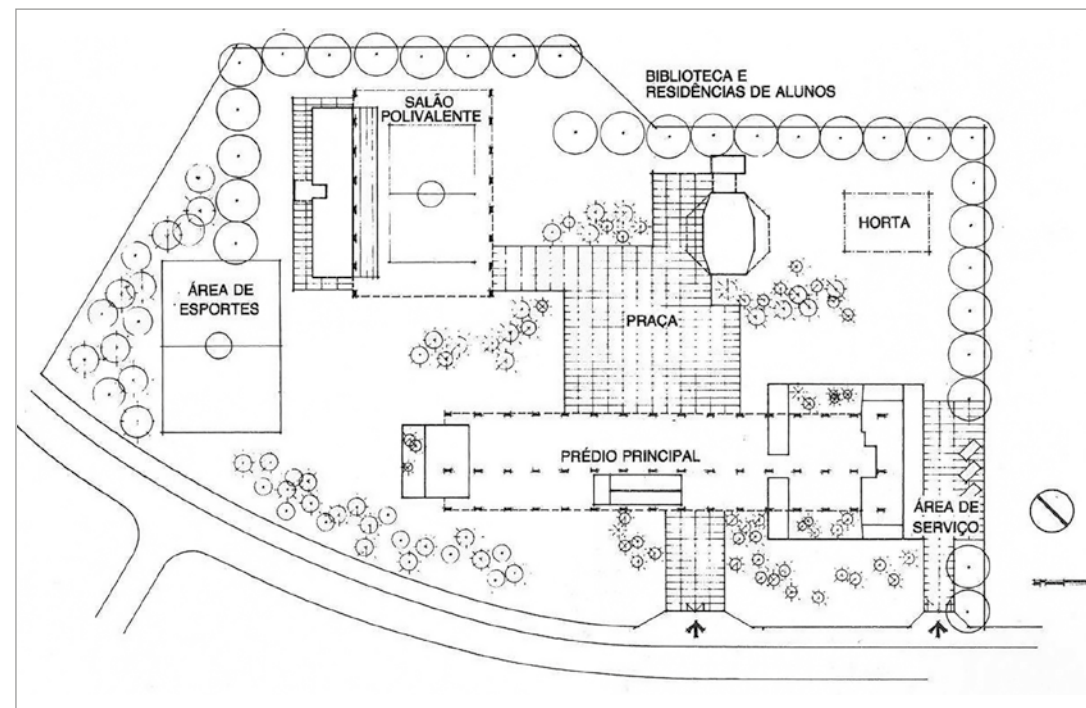 BIBLIOTECA E
RESIDÊNCIAS DE ALUNOS
SALÃO
POLIVALENTE
HORTA
ÁREA DE
ESPORTES
PRAÇA
PRÉDIO PRINCIPAL
ÁREA DE
SERVIÇO